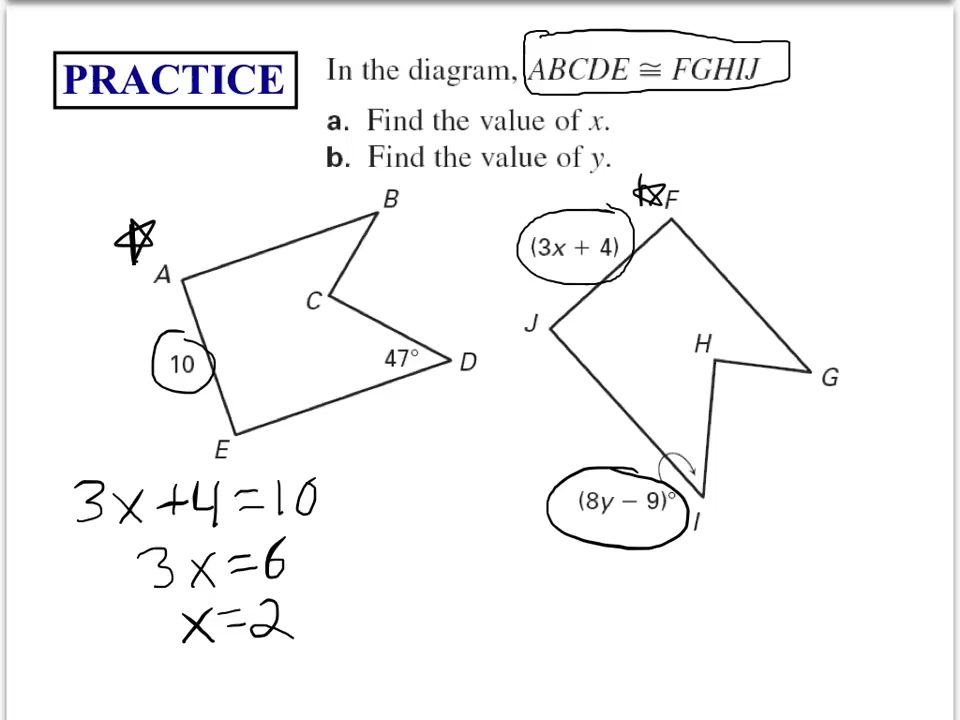 PRACTICE
In the diagram, ABCDE ≅ FGHIJ
a. Find the value of x.
b. Find the value of y.
B
F
(3x + 4)
A
C
J
H
10
47°
D
G
E
(8y − 9)°
I
3x+4=10
3x=6
x=2